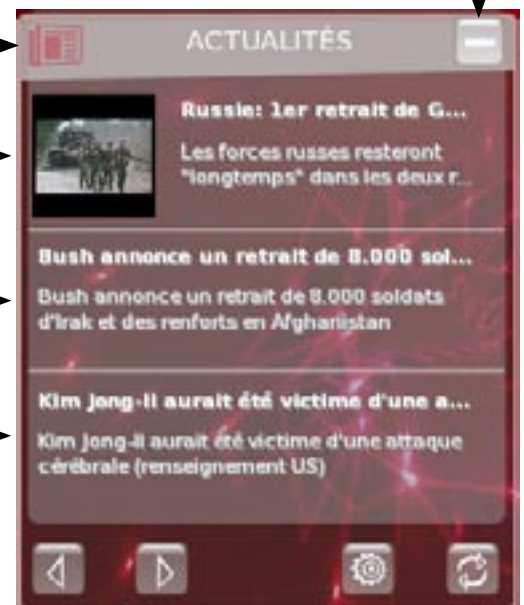 ACTUALITÉS
Russie: 1er retrait de G...
Les forces russes resteront
"longtemps" dans les deux r...
Bush annonce un retrait de 8.000 sol...
Bush annonce un retrait de 8.000 soldats
d'Irak et des renforts en Afghanistan
Kim Jong-Il aurait été victime d'une a...
Kim Jong-il aurait été victime d'une attaque
cérébrale (renseignement US)